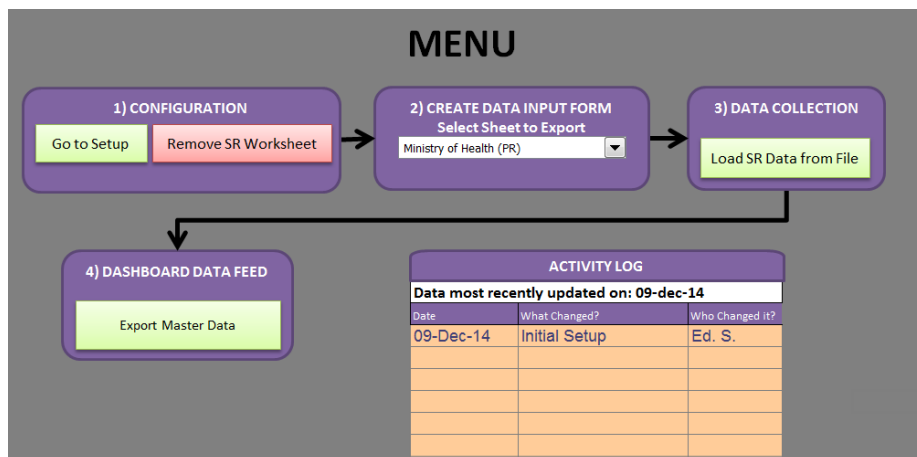 MENU
1) CONFIGURATION
Go to Setup
Remove SR Worksheet
2) CREATE DATA INPUT FORM
Select Sheet to Export
Ministry of Health (PR)
3) DATA COLLECTION
Load SR Data from File
4) DASHBOARD DATA FEED
Export Master Data
ACTIVITY LOG
Data most recently updated on: 09-dec-14
Date What Changed? Who Changed it?
09-Dec-14 Initial Setup Ed. S.